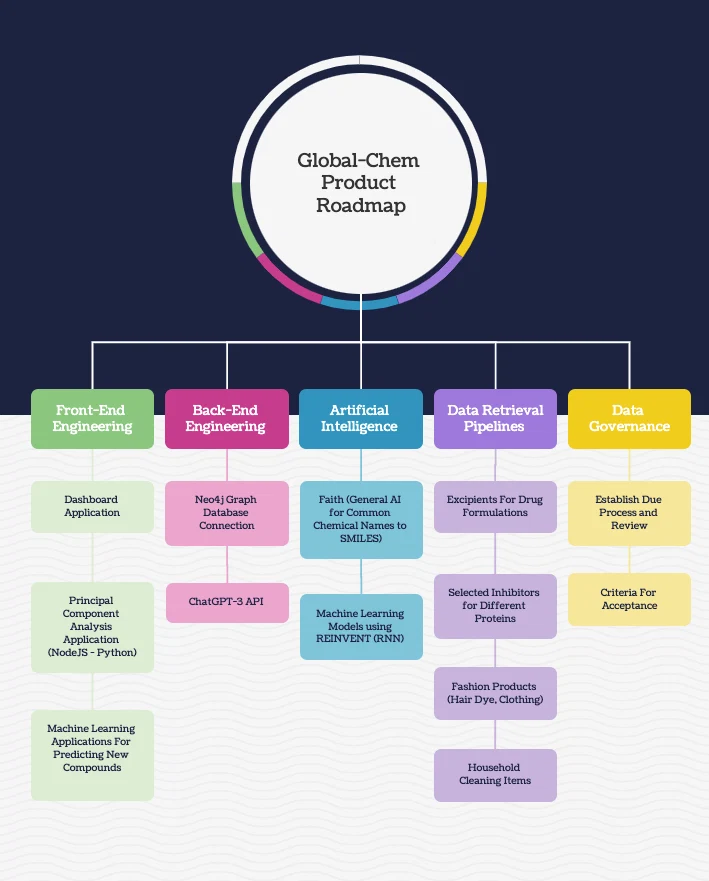 Global-Chem
Product
Roadmap
Front-End
Engineering
Dashboard
Application
Principal
Component
Analysis
Application
(NodeJS - Python)
Machine Learning
Applications For
Predicting New
Compounds
Back-End
Engineering
Neo4j Graph
Database
Connection
ChatGPT-3 API
Artificial
Intelligence
Faith (General AI
for Common
Chemical Names to
SMILES)
Machine Learning
Models using
REINVENT (RNN)
Data Retrieval
Pipelines
Excipients For Drug
Formulations
Selected Inhibitors
for Different
Proteins
Fashion Products
(Hair Dye, Clothing)
Household
Cleaning Items
Data
Governance
Establish Due
Process and
Review
Criteria For
Acceptance